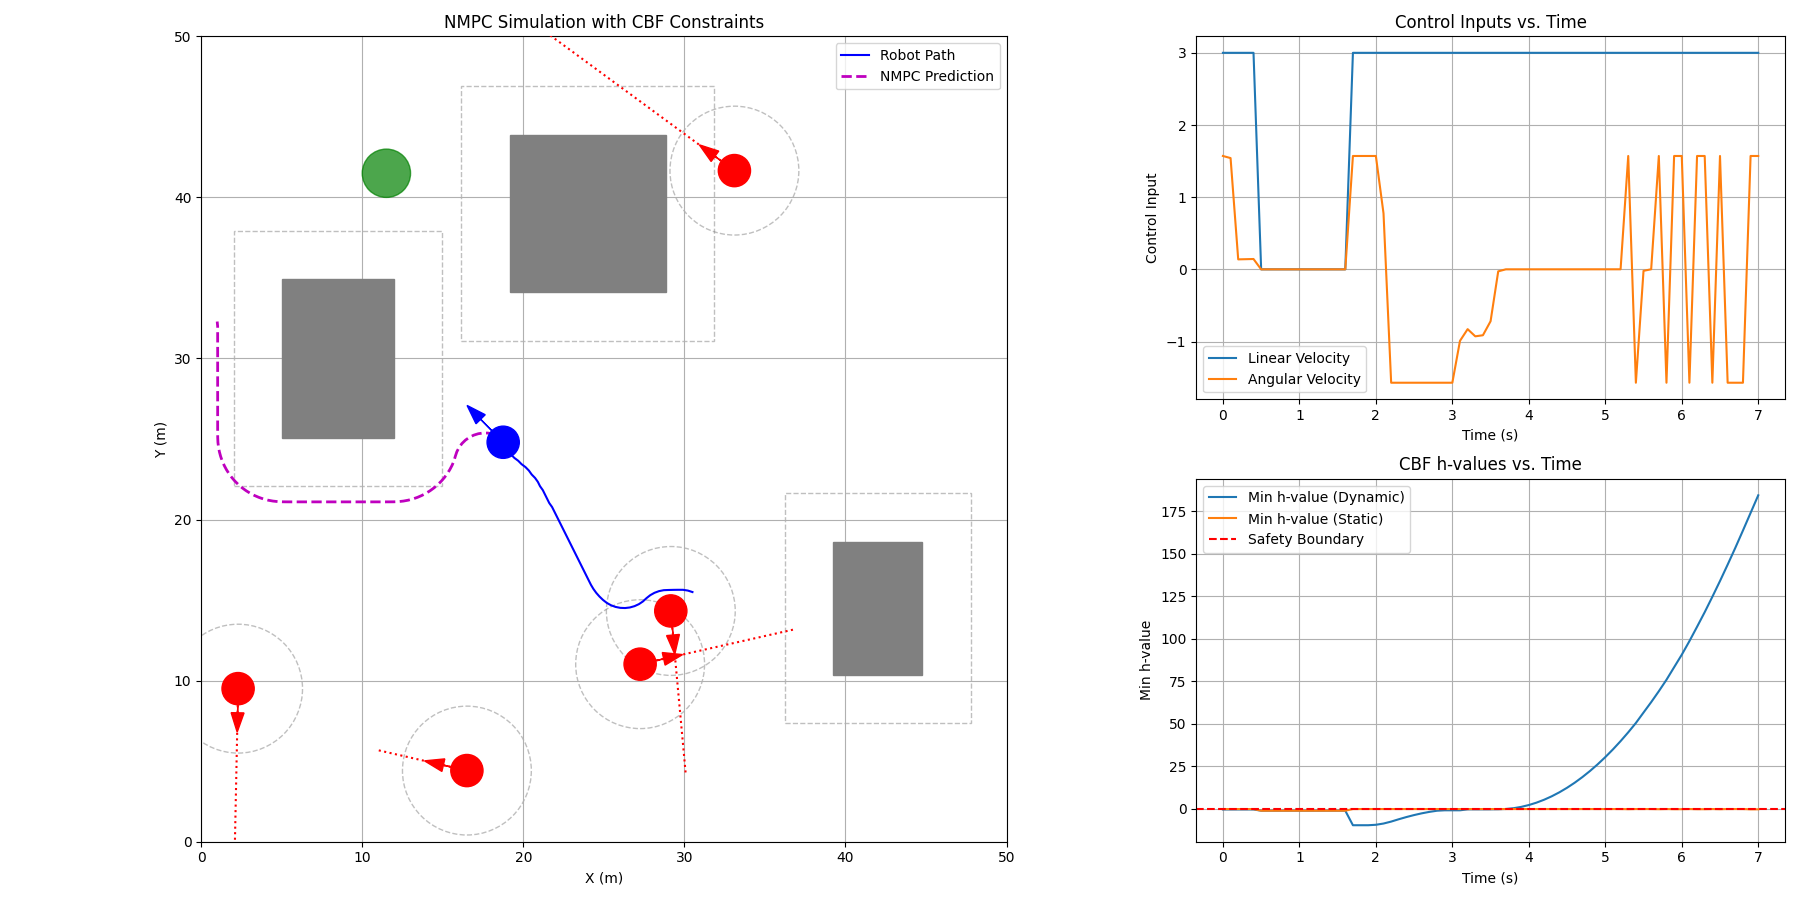 NMPC Simulation with CBF Constraints
Robot Path
NMPC Prediction
50
40
30
20
10
0
Y (m)
0 10 20 30 40 50
X (m)
Control Inputs vs. Time
3
2
1
0
−1
Control Input
Linear Velocity
Angular Velocity
0 1 2 3 4 5 6 7
Time (s)
CBF h-values vs. Time
Min h-value (Dynamic)
Min h-value (Static)
Safety Boundary
175
150
125
100
75
50
25
0
Min h-value
0 1 2 3 4 5 6 7
Time (s)